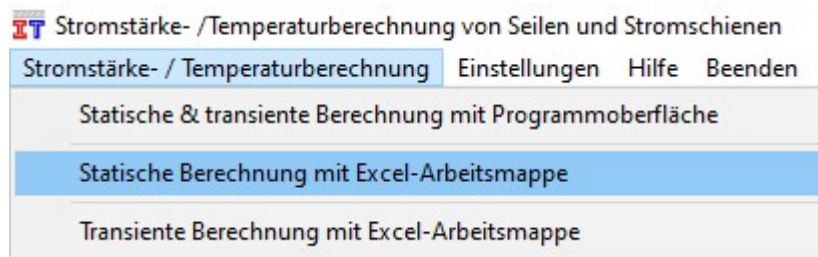 IT Stromstärke- /Temperaturberechnung von Seilen und Stromschienen
Stromstärke- / Temperaturberechnung Einstellungen Hilfe Beenden
Statische & transiente Berechnung mit Programmoberfläche
Statische Berechnung mit Excel-Arbeitsmappe
Transiente Berechnung mit Excel-Arbeitsmappe